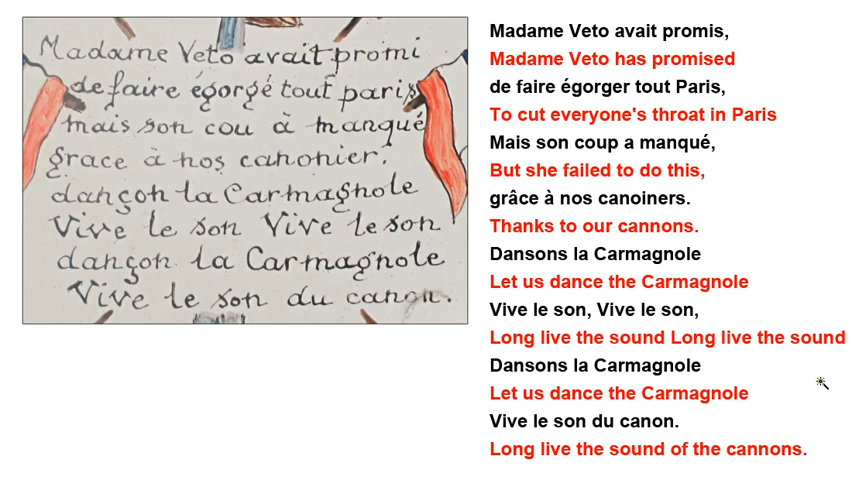 Madame Veto avait promi
de faire égorgé tout paris
mais son cou à manqué
grace à nos canonier.
dançon la Carmagnole
Vive le son Vive le son
dançon la Carmagnole
Vive le son du canon.
Madame Veto avait promis,
Madame Veto has promised
de faire égorger tout Paris,
To cut everyone's throat in Paris
Mais son coup a manqué,
But she failed to do this,
grâce à nos canoiners.
Thanks to our cannons.
Dansons la Carmagnole
Let us dance the Carmagnole
Vive le son, Vive le son,
Long live the sound Long live the sound
Dansons la Carmagnole
Let us dance the Carmagnole
Vive le son du canon.
Long live the sound of the cannons.